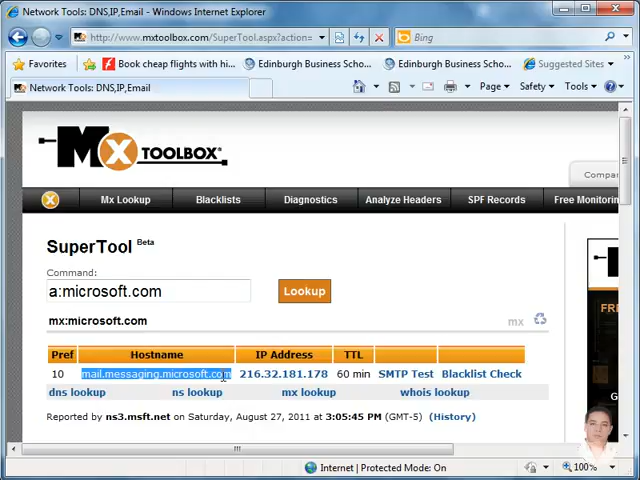 Network Tools: DNS,IP,Email - Windows Internet Explorer
http://www.mxtoolbox.com/SuperTool.aspx?action=
Bing
Favorites
Book cheap flights with hi...
Edinburgh Business Scho...
Edinburgh Business Scho...
Suggested Sites
Network Tools: DNS,IP,Email
Page
Safety
Tools
Mx TOOLBOX
Compa
Mx Lookup
Blacklists
Diagnostics
Analyze Headers
SPF Records
Free Monitorin
SuperTool Beta
Command:
a:microsoft.com
Lookup
mx:microsoft.com
mx
FR
Pref Hostname IP Address TTL
10 mail.messaging.microsoft.com 216.32.181.178 60 min SMTP Test Blacklist Check
dns lookup ns lookup mx lookup whois lookup
Reported by ns3.msft.net on Saturday, August 27, 2011 at 3:05:45 PM (GMT-5) (History)
Internet | Protected Mode: On
100%